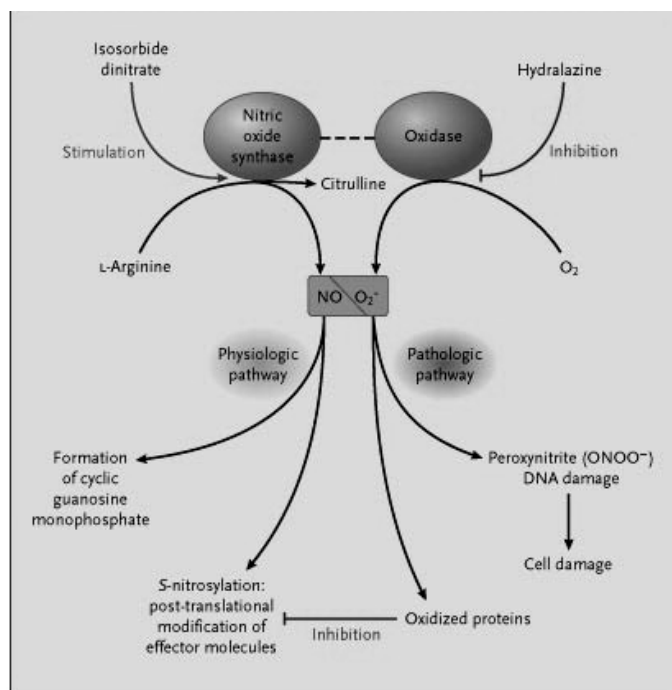 Isosorbide
dinitrate
Hydralazine
Nitric
oxide
synthase
Oxidase
Stimulation
Inhibition
Citrulline
L-Arginine
O₂
NO O₂⁻
Physiologic
pathway
Pathologic
pathway
Formation
of cyclic
guanosine
monophosphate
Peroxynitrite (ONOO⁻)
DNA damage
Cell damage
S-nitrosylation:
post-translational
modification of
effector molecules
Inhibition
Oxidized proteins